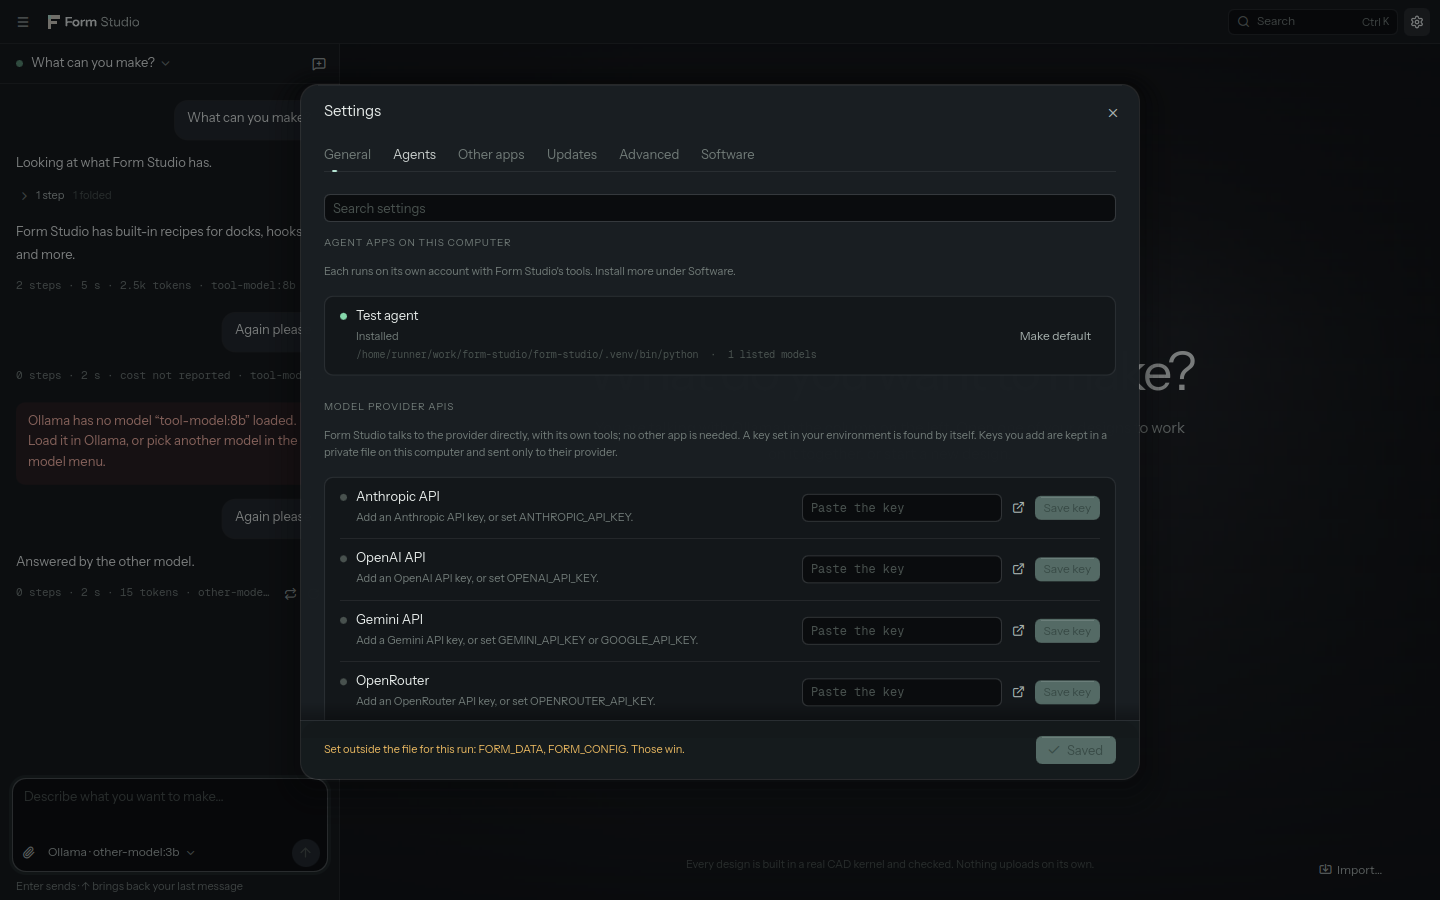 Form Studio
Search
Ctrl K
What can you make?
What can you make
Looking at what Form Studio has.
1 step 1 folded
Form Studio has built-in recipes for docks, hooks
and more.
2 steps · 5 s · 2.5k tokens · tool-model:8b
Again pleas
0 steps · 2 s · cost not reported · tool-mod
Ollama has no model “tool-model:8b” loaded.
Load it in Ollama, or pick another model in the
model menu.
Again pleas
Answered by the other model.
0 steps · 2 s · 15 tokens · other-mode…
Describe what you want to make…
Ollama · other-model:3b
Enter sends · ↑ brings back your last message
Settings
General
Agents
Other apps
Updates
Advanced
Software
Search settings
AGENT APPS ON THIS COMPUTER
Each runs on its own account with Form Studio's tools. Install more under Software.
Test agent
Installed
Make default
/home/runner/work/form-studio/form-studio/.venv/bin/python · 1 listed models
MODEL PROVIDER APIS
Form Studio talks to the provider directly, with its own tools; no other app is needed. A key set in your environment is found by itself. Keys you add are kept in a
private file on this computer and sent only to their provider.
Anthropic API
Add an Anthropic API key, or set ANTHROPIC_API_KEY.
Paste the key
Save key
OpenAI API
Add an OpenAI API key, or set OPENAI_API_KEY.
Paste the key
Save key
Gemini API
Add a Gemini API key, or set GEMINI_API_KEY or GOOGLE_API_KEY.
Paste the key
Save key
OpenRouter
Add an OpenRouter API key, or set OPENROUTER_API_KEY.
Paste the key
Save key
Set outside the file for this run: FORM_DATA, FORM_CONFIG. Those win.
Saved
ke?
o work
Every design is built in a real CAD kernel and checked. Nothing uploads on its own.
Import…